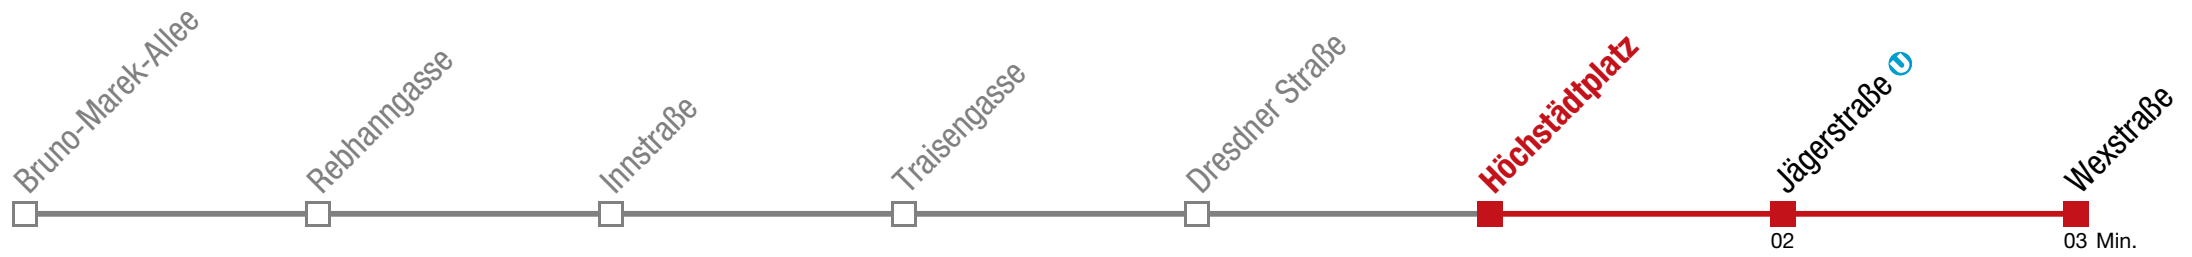 Bruno-Marek-Allee
Rebhanngasse
Innstraße
Traisengasse
Dresdner Straße
Höchstädtplatz
Jägerstraße U
Wexstraße
02
03 Min.